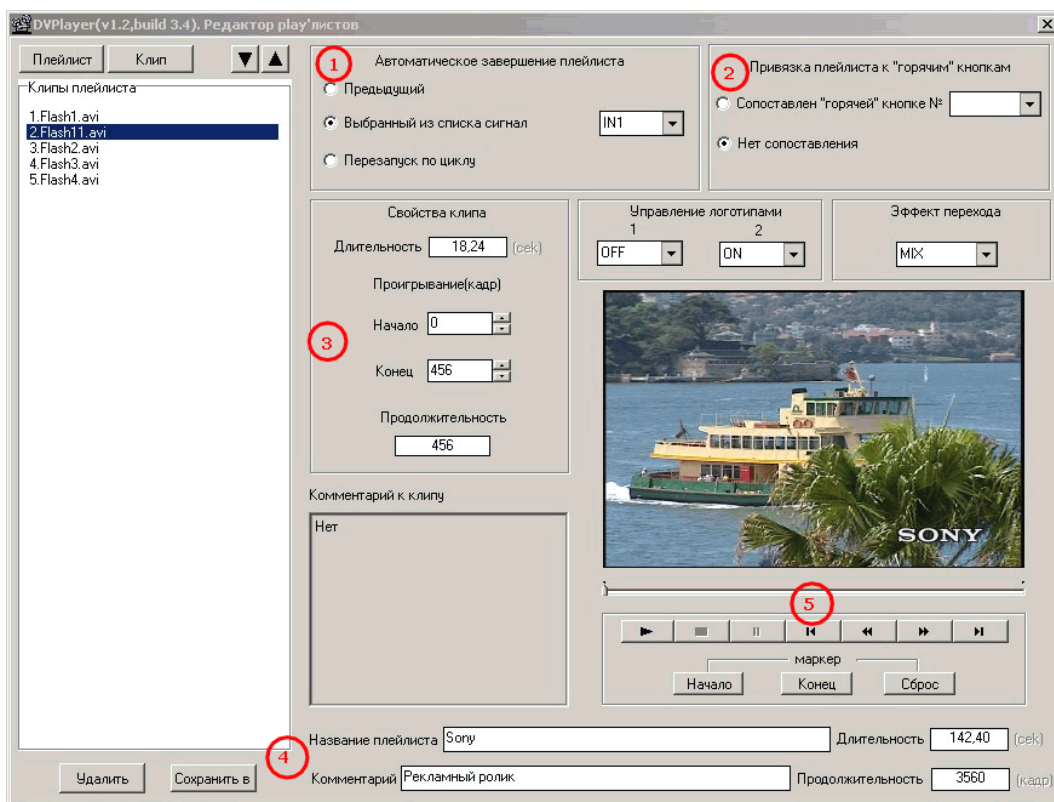 DVPlayer(v1.2,build 3.4). Редактор play'листов
Плейлист
Клип
Клипы плейлиста
1.Flash1.avi
2.Flash11.avi
3.Flash2.avi
4.Flash3.avi
5.Flash4.avi
Удалить
Сохранить в
1
Автоматическое завершение плейлиста
Предыдущий
Выбранный из списка сигнал
IN1
Перезапуск по циклу
2
Привязка плейлиста к "горячим" кнопкам
Сопоставлен "горячей" кнопке №
Нет сопоставления
Свойства клипа
Длительность 18,24 (cek)
Проигрывание(кадр)
Начало 0
3
Конец 456
Продолжительность
456
Управление логотипами
1 2
OFF ON
Эффект перехода
MIX
SONY
Комментарий к клипу
Нет
5
маркер
Начало Конец Сброс
4
Название плейлиста Sony
Длительность 142,40 (cek)
Комментарий Рекламный ролик
Продолжительность 3560 (кадр)